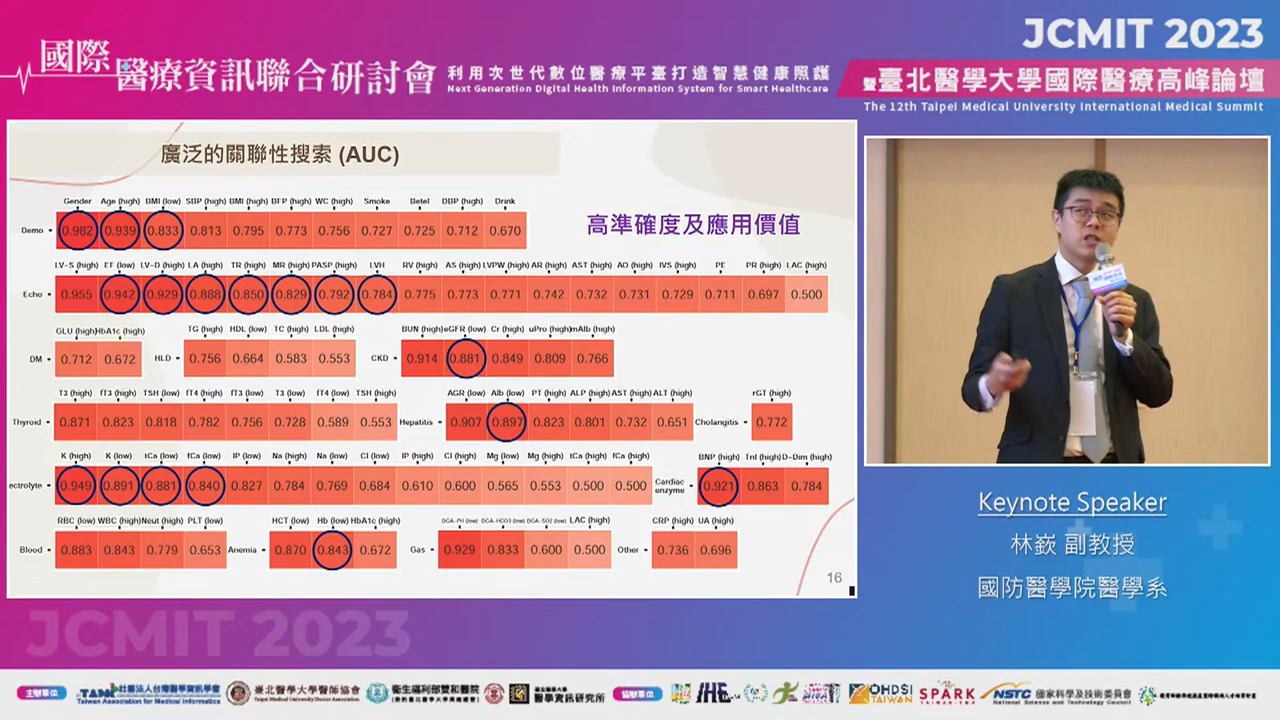 JCMIT 2023
國際
醫療資訊聯合研討會
利用次世代數位醫療平臺打造智慧健康照護
Next Generation Digital Health Information System for Smart Healthcare
暨臺北醫學大學國際醫療高峰論壇
The 12th Taipei Medical University International Medical Summit
廣泛的關聯性搜索 (AUC)
高準確度及應用價值
Gender Age (high) BMI (low) SBP (high) BMI (high) BFP (high) WC (high) Smoke Betel DBP (high) Drink
Demo 0.982 0.939 0.833 0.813 0.795 0.773 0.756 0.727 0.725 0.712 0.670
LV-S (high) EF (low) LV-D (high) LA (high) TR (high) MR (high) PASP (high) LVH RV (high) AS (high) LVPW (high) AR (high) AST (high) AO (high) IVS (high) PE PR (high) LAC (high)
Echo 0.955 0.942 0.929 0.888 0.850 0.829 0.792 0.784 0.775 0.773 0.771 0.742 0.732 0.731 0.729 0.711 0.697 0.500
GLU (high) HbA1c (high) TG (high) HDL (low) TC (high) LDL (high) BUN (high) eGFR (low) Cr (high) uPro (high) mAlb (high)
DM 0.712 0.672 HLD 0.756 0.664 0.583 0.553 CKD 0.914 0.881 0.849 0.809 0.766
T3 (high) fT3 (high) TSH (low) fT4 (high) fT3 (low) T3 (low) fT4 (low) TSH (high) AGR (low) Alb (low) PT (high) ALP (high) AST (high) ALT (high) rGT (high)
Thyroid 0.871 0.823 0.818 0.782 0.756 0.728 0.589 0.553 Hepatitis 0.907 0.897 0.823 0.801 0.732 0.651 Cholangitis 0.772
K (high) K (low) tCa (low) fCa (low) IP (low) Na (high) Na (low) Cl (low) IP (high) Cl (high) Mg (low) Mg (high) tCa (high) fCa (high) BNP (high) TnI (high) D-Dim (high)
ectrolyte 0.949 0.891 0.881 0.840 0.827 0.784 0.769 0.684 0.610 0.600 0.565 0.553 0.500 0.500 Cardiac enzyme 0.921 0.863 0.784
RBC (low) WBC (high) Neut (high) PLT (low) HCT (low) Hb (low) HbA1c (high) DGA-PH (low) DGA-HCO3 (low) DGA-SO2 (low) LAC (high) CRP (high) UA (high)
Blood 0.883 0.843 0.779 0.653 Anemia 0.870 0.843 0.672 Gas 0.929 0.833 0.600 0.500 Other 0.736 0.696
16
Keynote Speaker
林嶔 副教授
國防醫學院醫學系
JCMIT 2023
主辦單位 TAMI 社團法人台灣醫學資訊學會 Taiwan Association for Medical Informatics 臺北醫學大學醫師協會 衛生福利部雙和醫院 醫學資訊研究所 協辦單位 IHE OHDSI TAIWAN SPARK NSTC 國家科學及技術委員會 National Science and Technology Council